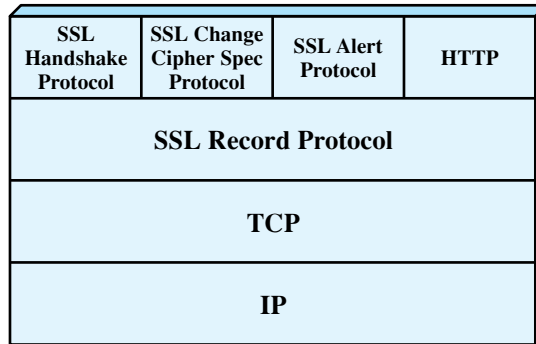 SSL
Handshake
Protocol
SSL Change
Cipher Spec
Protocol
SSL Alert
Protocol
HTTP
SSL Record Protocol
TCP
IP